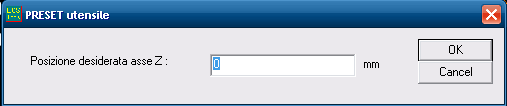 PRESET utensile
Posizione desiderata asse Z :
0
mm
OK
Cancel